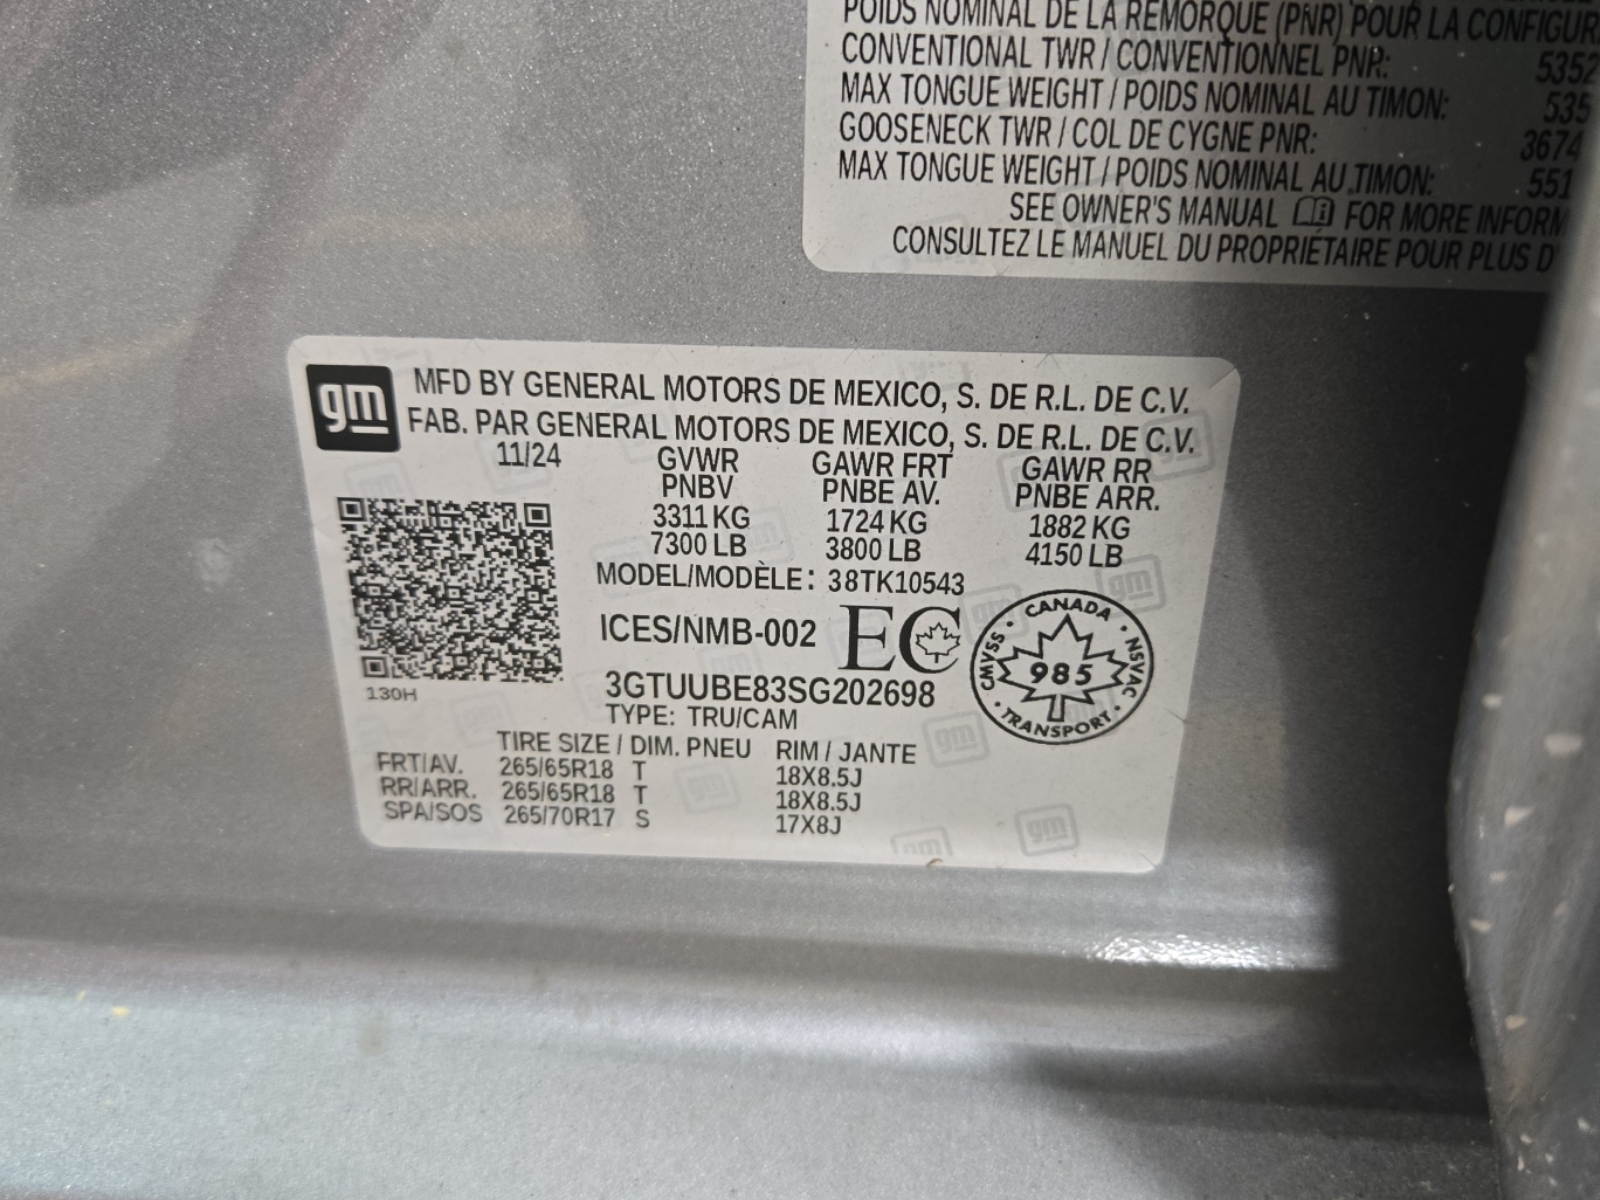 POIDS NOMINAL DE LA REMORQUE (PNR) POUR LA CONFIGUR
CONVENTIONAL TWR / CONVENTIONNEL PNR: 5352
MAX TONGUE WEIGHT / POIDS NOMINAL AU TIMON: 535
GOOSENECK TWR / COL DE CYGNE PNR: 3674
MAX TONGUE WEIGHT / POIDS NOMINAL AU TIMON: 551
SEE OWNER'S MANUAL FOR MORE INFORM
CONSULTEZ LE MANUEL DU PROPRIÉTAIRE POUR PLUS D'
gm
MFD BY GENERAL MOTORS DE MEXICO, S. DE R.L. DE C.V.
FAB. PAR GENERAL MOTORS DE MEXICO, S. DE R.L. DE C.V.
11/24 GVWR GAWR FRT GAWR RR
PNBV PNBE AV. PNBE ARR.
3311 KG 1724 KG 1882 KG
7300 LB 3800 LB 4150 LB
MODEL/MODÈLE: 38TK10543
ICES/NMB-002 EC
CANADA
CMVSS 985 NSVAC
TRANSPORT
130H
3GTUUBE83SG202698
TYPE: TRU/CAM
TIRE SIZE / DIM. PNEU RIM / JANTE
FRT/AV. 265/65R18 T 18X8.5J
RR/ARR. 265/65R18 T 18X8.5J
SPA/SOS 265/70R17 S 17X8J